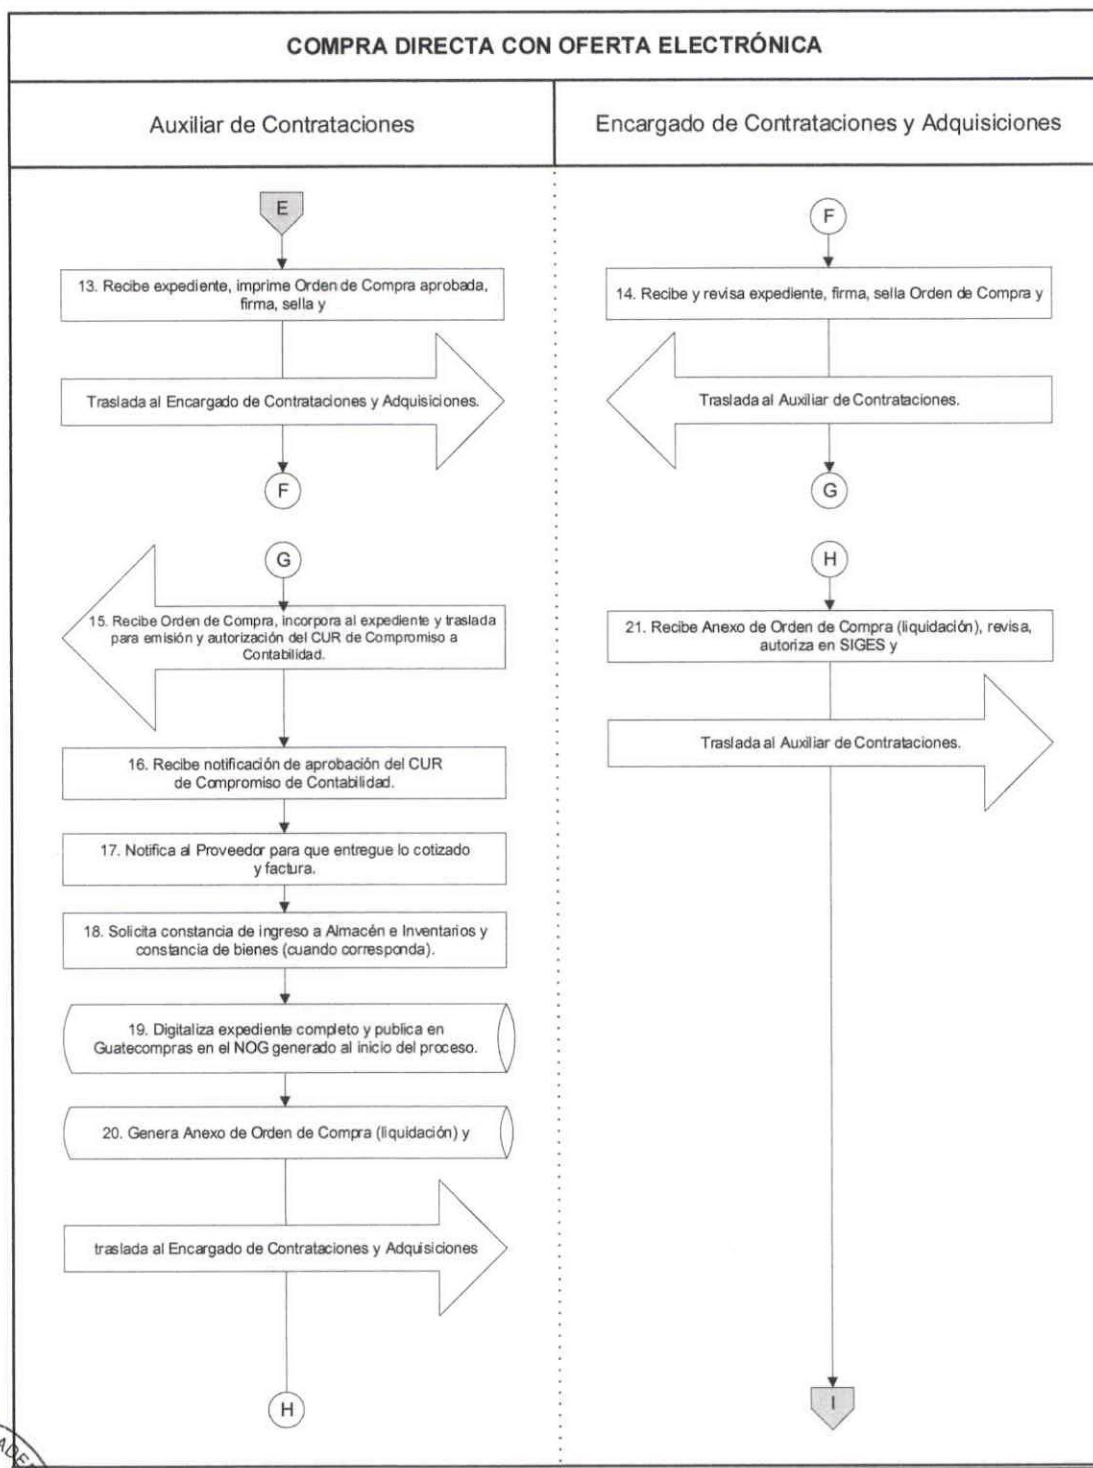 COMPRA DIRECTA CON OFERTA ELECTRÓNICA
Auxiliar de Contrataciones
Encargado de Contrataciones y Adquisiciones
E
13. Recibe expediente, imprime Orden de Compra aprobada,
firma, sella y
Traslada al Encargado de Contrataciones y Adquisiciones.
F
G
15. Recibe Orden de Compra, incorpora al expediente y traslada
para emisión y autorización del CUR de Compromiso a
Contabilidad.
16. Recibe notificación de aprobación del CUR
de Compromiso de Contabilidad.
17. Notifica al Proveedor para que entregue lo cotizado
y factura.
18. Solicita constancia de ingreso a Almacén e Inventarios y
constancia de bienes (cuando corresponda).
19. Digitaliza expediente completo y publica en
Guatecompras en el NOG generado al inicio del proceso.
20. Genera Anexo de Orden de Compra (liquidación) y
traslada al Encargado de Contrataciones y Adquisiciones
H
F
14. Recibe y revisa expediente, firma, sella Orden de Compra y
Traslada al Auxiliar de Contrataciones.
G
H
21. Recibe Anexo de Orden de Compra (liquidación), revisa,
autoriza en SIGES y
Traslada al Auxiliar de Contrataciones.
I